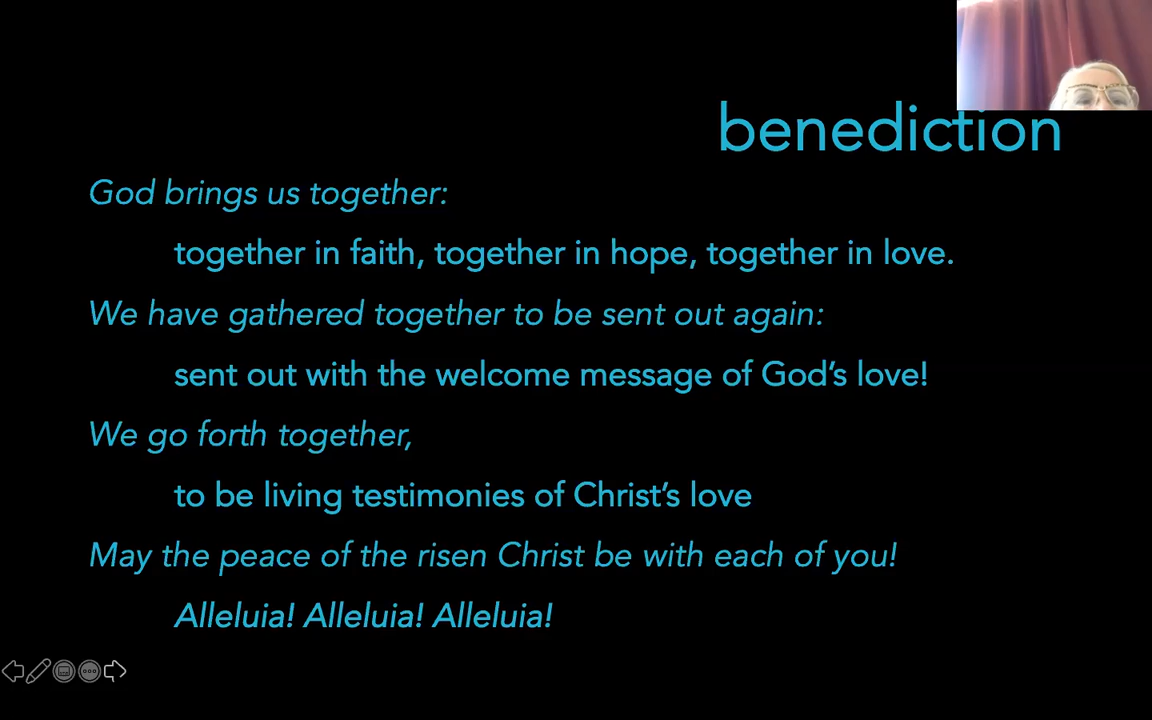 benediction
God brings us together:
together in faith, together in hope, together in love.
We have gathered together to be sent out again:
sent out with the welcome message of God’s love!
We go forth together,
to be living testimonies of Christ’s love
May the peace of the risen Christ be with each of you!
Alleluia! Alleluia! Alleluia!